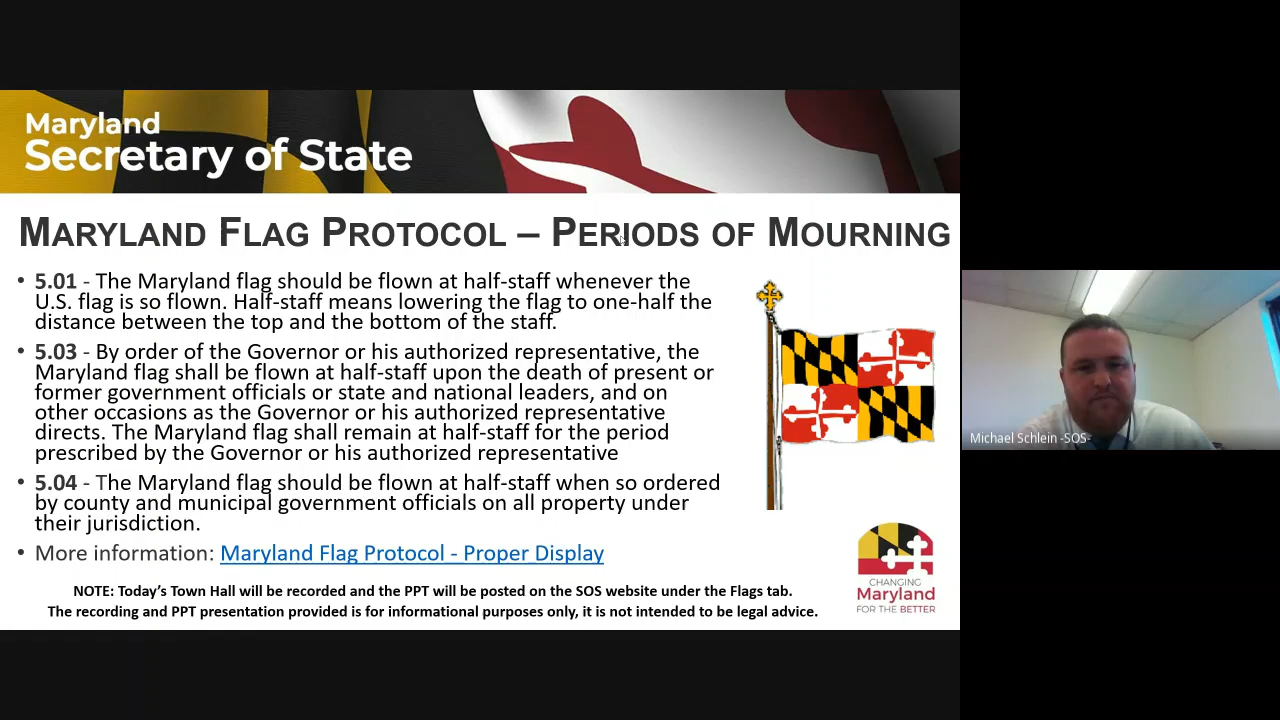 Maryland
Secretary of State
MARYLAND FLAG PROTOCOL – PERIODS OF MOURNING
• 5.01 - The Maryland flag should be flown at half-staff whenever the
U.S. flag is so flown. Half-staff means lowering the flag to one-half the
distance between the top and the bottom of the staff.
• 5.03 - By order of the Governor or his authorized representative, the
Maryland flag shall be flown at half-staff upon the death of present or
former government officials or state and national leaders, and on
other occasions as the Governor or his authorized representative
directs. The Maryland flag shall remain at half-staff for the period
prescribed by the Governor or his authorized representative
• 5.04 - The Maryland flag should be flown at half-staff when so ordered
by county and municipal government officials on all property under
their jurisdiction.
• More information: Maryland Flag Protocol - Proper Display
NOTE: Today’s Town Hall will be recorded and the PPT will be posted on the SOS website under the Flags tab.
The recording and PPT presentation provided is for informational purposes only, it is not intended to be legal advice.
CHANGING
Maryland
FOR THE BETTER
Michael Schlein -SOS-